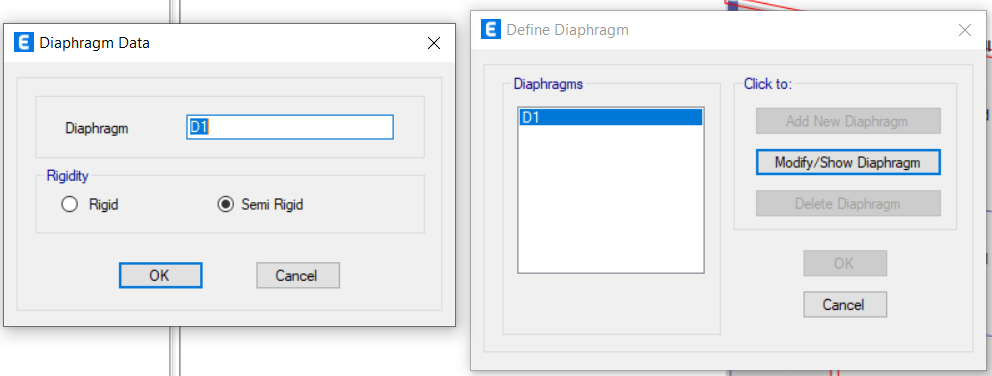 Diaphragm Data
Diaphragm
D1
Rigidity
Rigid
Semi Rigid
OK
Cancel
Define Diaphragm
Diaphragms
D1
Click to:
Add New Diaphragm
Modify/Show Diaphragm
Delete Diaphragm
OK
Cancel